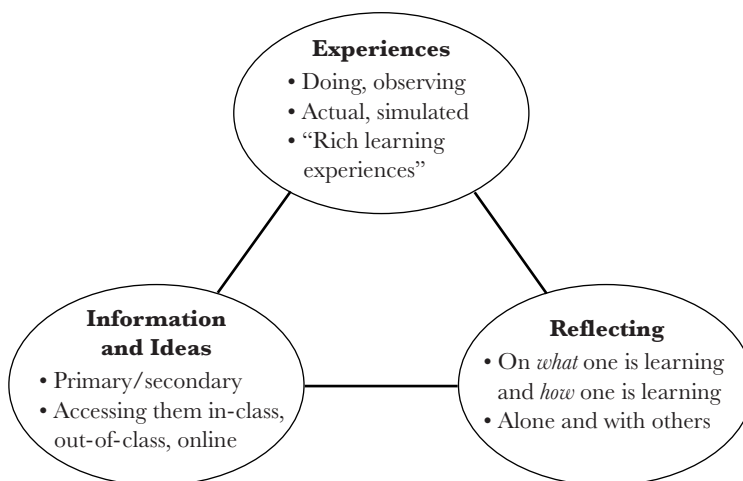 Experiences
• Doing, observing
• Actual, simulated
• “Rich learning
experiences”
Information
and Ideas
• Primary/secondary
• Accessing them in-class,
out-of-class, online
Reflecting
• On what one is learning
and how one is learning
• Alone and with others